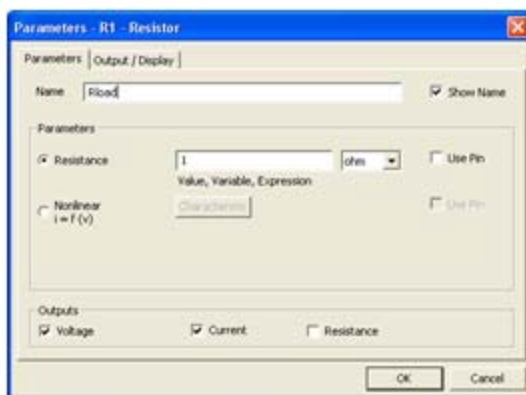 Parameters - R1 - Resistor
Parameters Output / Display
Name Rload Show Name
Parameters
Resistance 1 ohm Use Pin
Value, Variable, Expression
Nonlinear
i = f (v) Characteristic Use Pin
Outputs
Voltage Current Resistance
OK Cancel